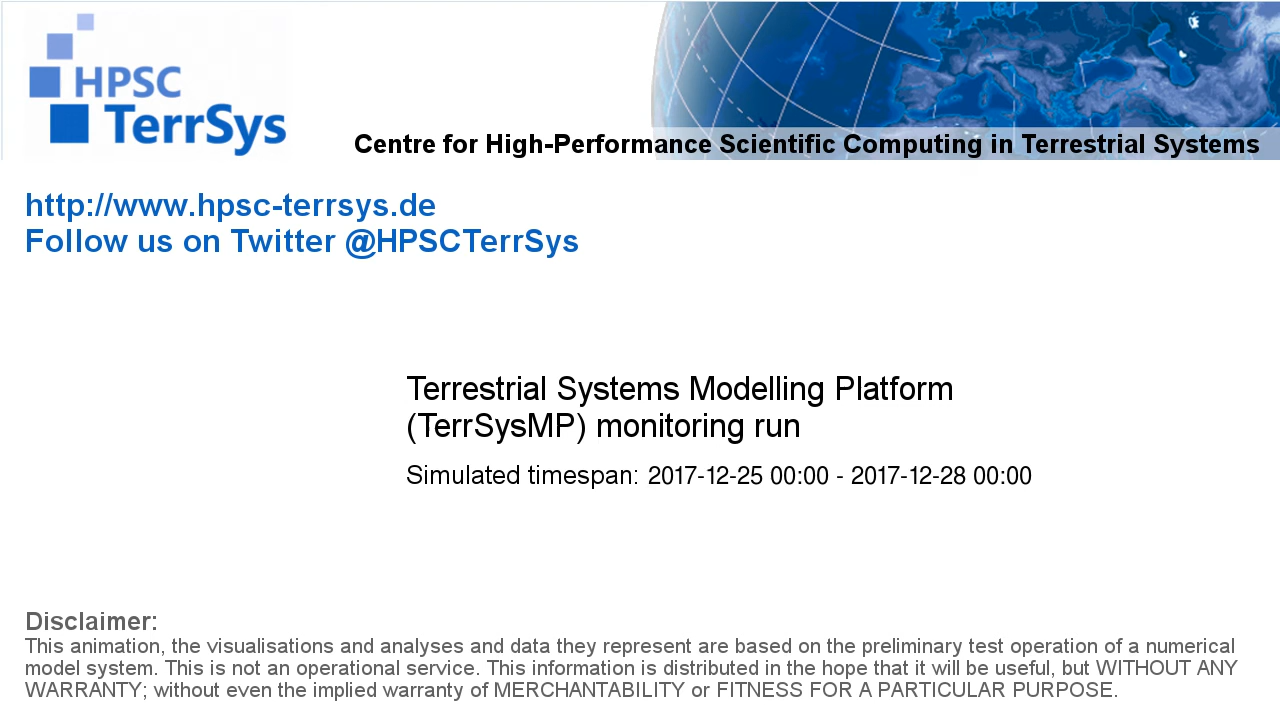 HPSC
TerrSys
Centre for High-Performance Scientific Computing in Terrestrial Systems
http://www.hpsc-terrsys.de
Follow us on Twitter @HPSCTerrSys
Terrestrial Systems Modelling Platform
(TerrSysMP) monitoring run
Simulated timespan: 2017-12-25 00:00 - 2017-12-28 00:00
Disclaimer:
This animation, the visualisations and analyses and data they represent are based on the preliminary test operation of a numerical
model system. This is not an operational service. This information is distributed in the hope that it will be useful, but WITHOUT ANY
WARRANTY; without even the implied warranty of MERCHANTABILITY or FITNESS FOR A PARTICULAR PURPOSE.